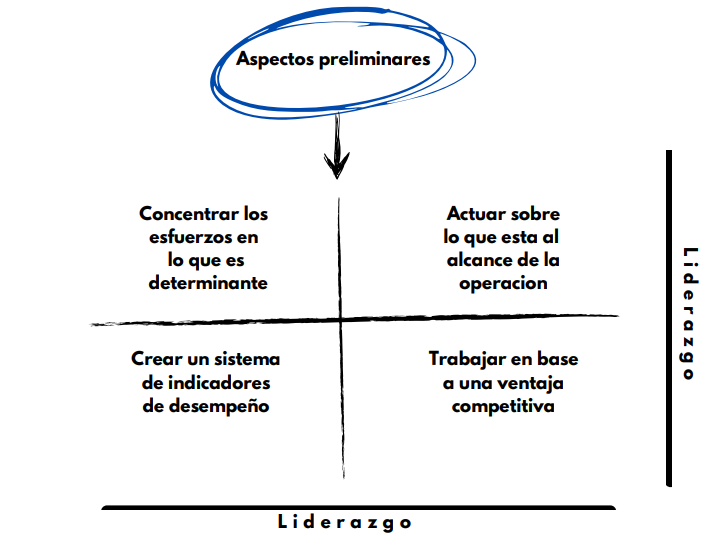 Aspectos preliminares
Concentrar los
esfuerzos en
lo que es
determinante
Actuar sobre
lo que esta al
alcance de la
operacion
Crear un sistema
de indicadores
de desempeño
Trabajar en base
a una ventaja
competitiva
Liderazgo
Liderazgo